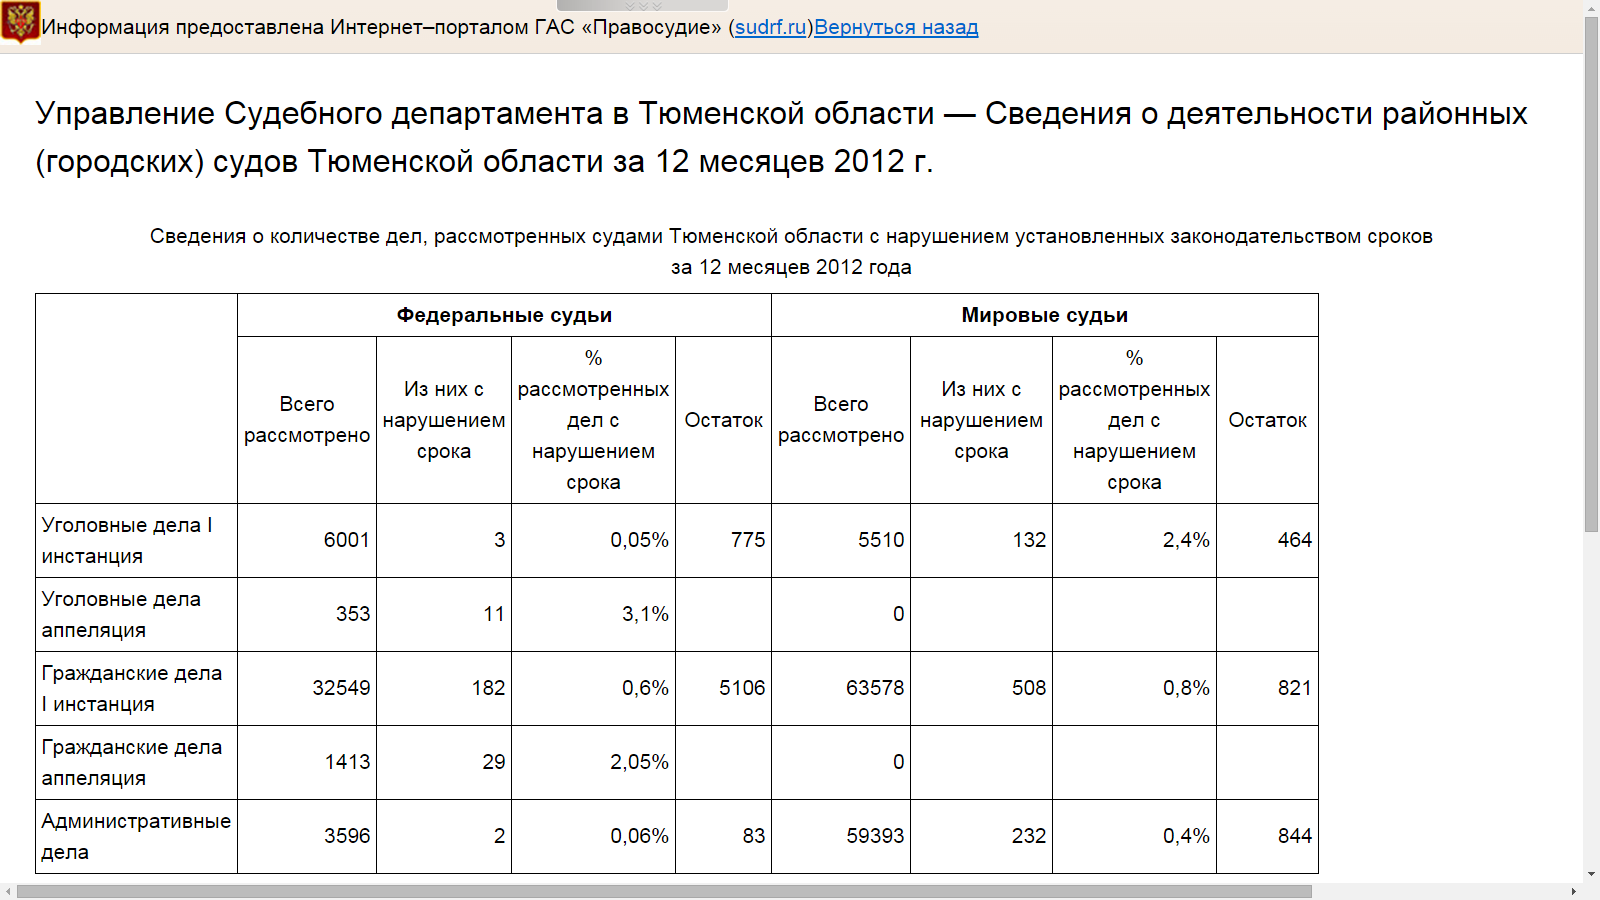 Информация предоставлена Интернет–порталом ГАС «Правосудие» (sudrf.ru)Вернуться назад
Управление Судебного департамента в Тюменской области — Сведения о деятельности районных
(городских) судов Тюменской области за 12 месяцев 2012 г.
Сведения о количестве дел, рассмотренных судами Тюменской области с нарушением установленных законодательством сроков
за 12 месяцев 2012 года
Федеральные судьи Мировые судьи
Всего
рассмотрено
Из них с
нарушением
срока
%
рассмотренных
дел с
нарушением
срока
Остаток
Всего
рассмотрено
Из них с
нарушением
срока
%
рассмотренных
дел с
нарушением
срока
Остаток
Уголовные дела I
инстанция
6001 3 0,05% 775 5510 132 2,4% 464
Уголовные дела
аппеляция
353 11 3,1% 0
Гражданские дела
I инстанция
32549 182 0,6% 5106 63578 508 0,8% 821
Гражданские дела
аппеляция
1413 29 2,05% 0
Административные
дела
3596 2 0,06% 83 59393 232 0,4% 844